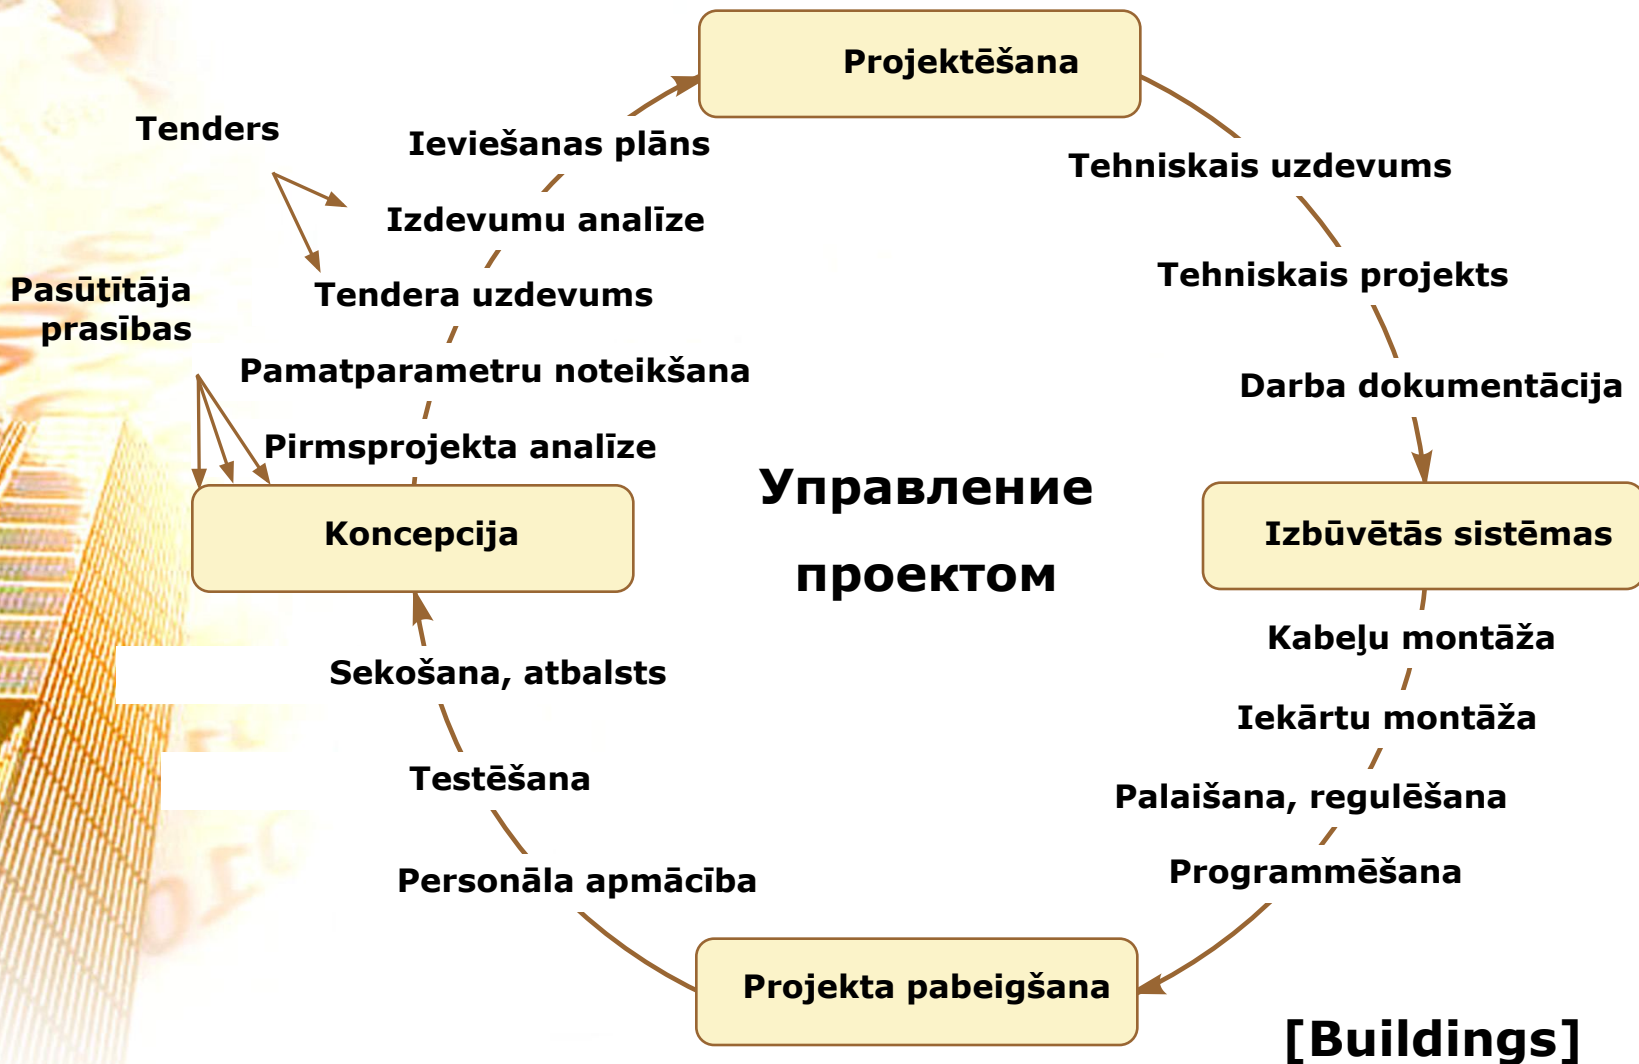 Projektēšana
Tenders
Ieviešanas plāns
Tehniskais uzdevums
Izdevumu analīze
Tehniskais projekts
Pasūtītāja
prasības
Tendera uzdevums
Pamatparametru noteikšana
Darba dokumentācija
Pirmsprojekta analīze
Управление
проектом
Koncepcija
Izbūvētās sistēmas
Kabeļu montāža
Sekošana, atbalsts
Iekārtu montāža
Testēšana
Palaišana, regulēšana
Personāla apmācība
Programmēšana
Projekta pabeigšana
[Buildings]